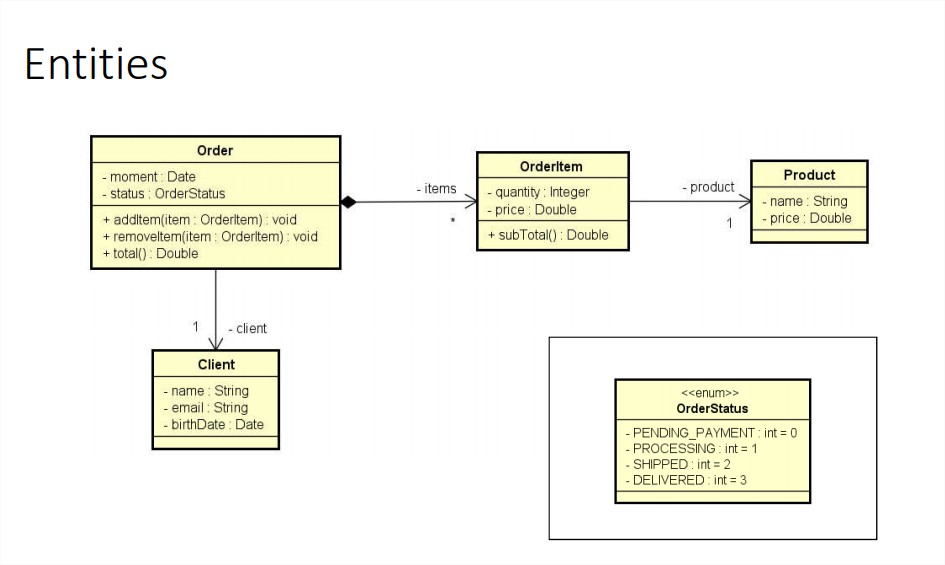 Entities
Order
- moment : Date
- status : OrderStatus
+ addItem(item : OrderItem) : void
+ removeItem(item : OrderItem) : void
+ total() : Double
- items
*
OrderItem
- quantity : Integer
- price : Double
+ subTotal() : Double
- product
1
Product
- name : String
- price : Double
1
- client
Client
- name : String
- email : String
- birthDate : Date
<<enum>>
OrderStatus
- PENDING_PAYMENT : int = 0
- PROCESSING : int = 1
- SHIPPED : int = 2
- DELIVERED : int = 3